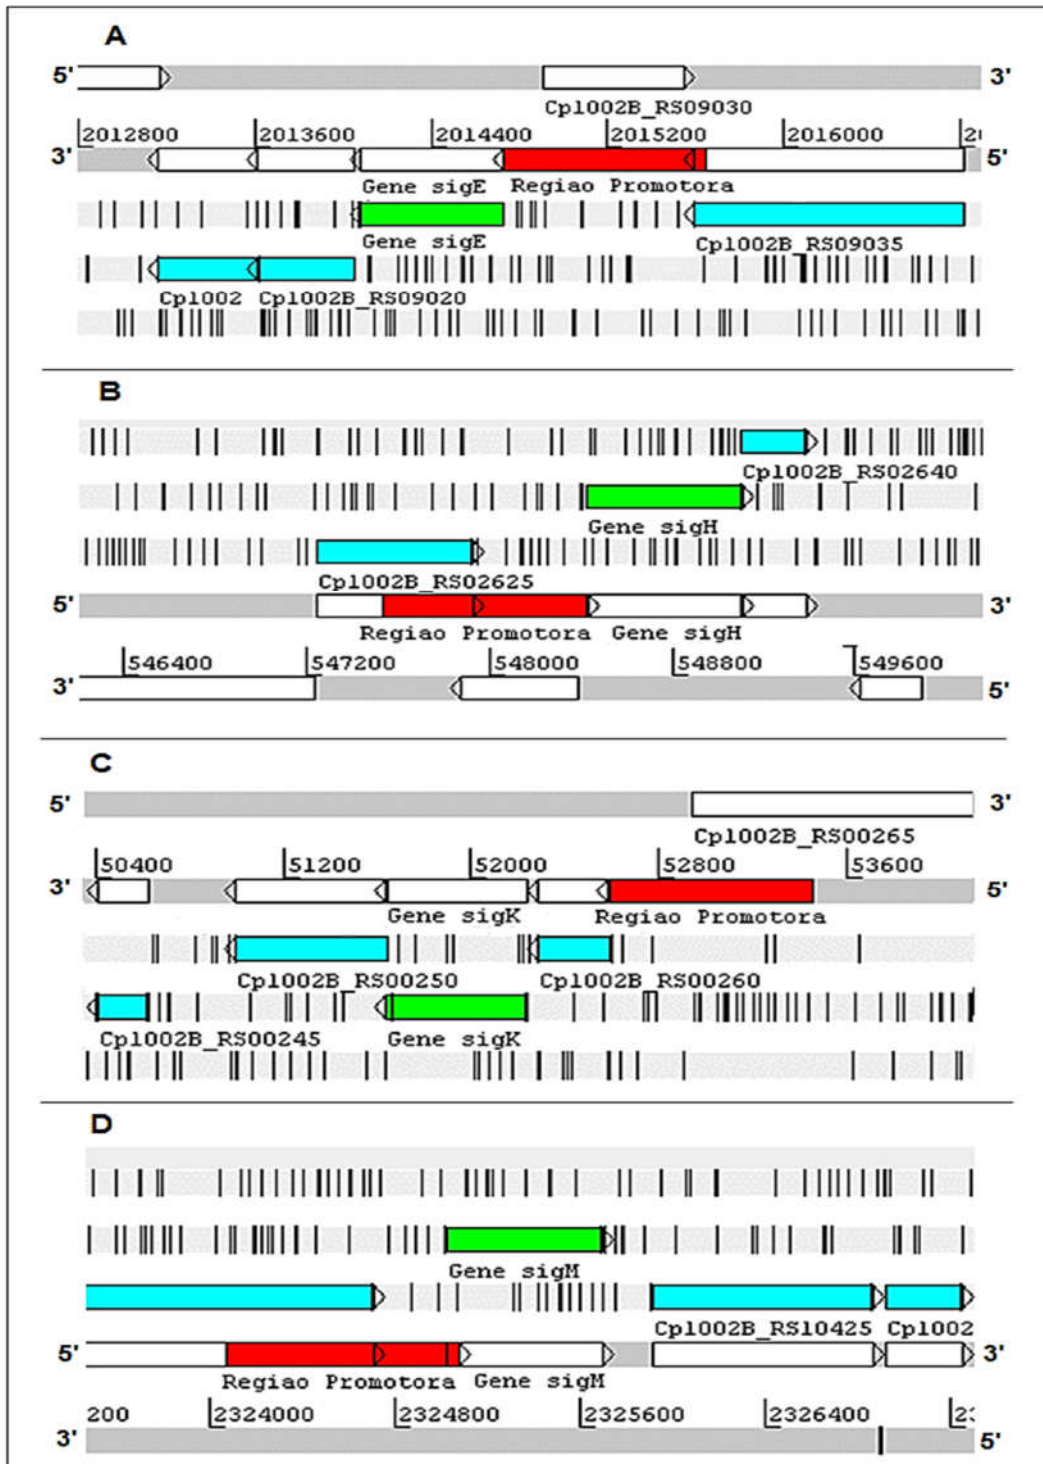 A
5' 3'
Cp1002B_RS09030
2012800 2013600 2014400 2015200 2016000
3' 5'
Gene sigE Regiao Promotora
Gene sigE Cp1002B_RS09035
Cp1002 Cp1002B_RS09020
B
Cp1002B_RS02640
Gene sigH
Cp1002B_RS02625
5' 3'
Regiao Promotora Gene sigH
546400 547200 548000 548800 549600
3' 5'
C
5' 3'
Cp1002B_RS00265
50400 51200 52000 52800 53600
3' 5'
Gene sigK Regiao Promotora
Cp1002B_RS00250 Cp1002B_RS00260
Cp1002B_RS00245 Gene sigK
D
Gene sigM
Cp1002B_RS10425 Cp1002
5' 3'
Regiao Promotora Gene sigM
200 2324000 2324800 2325600 2326400
3' 5'